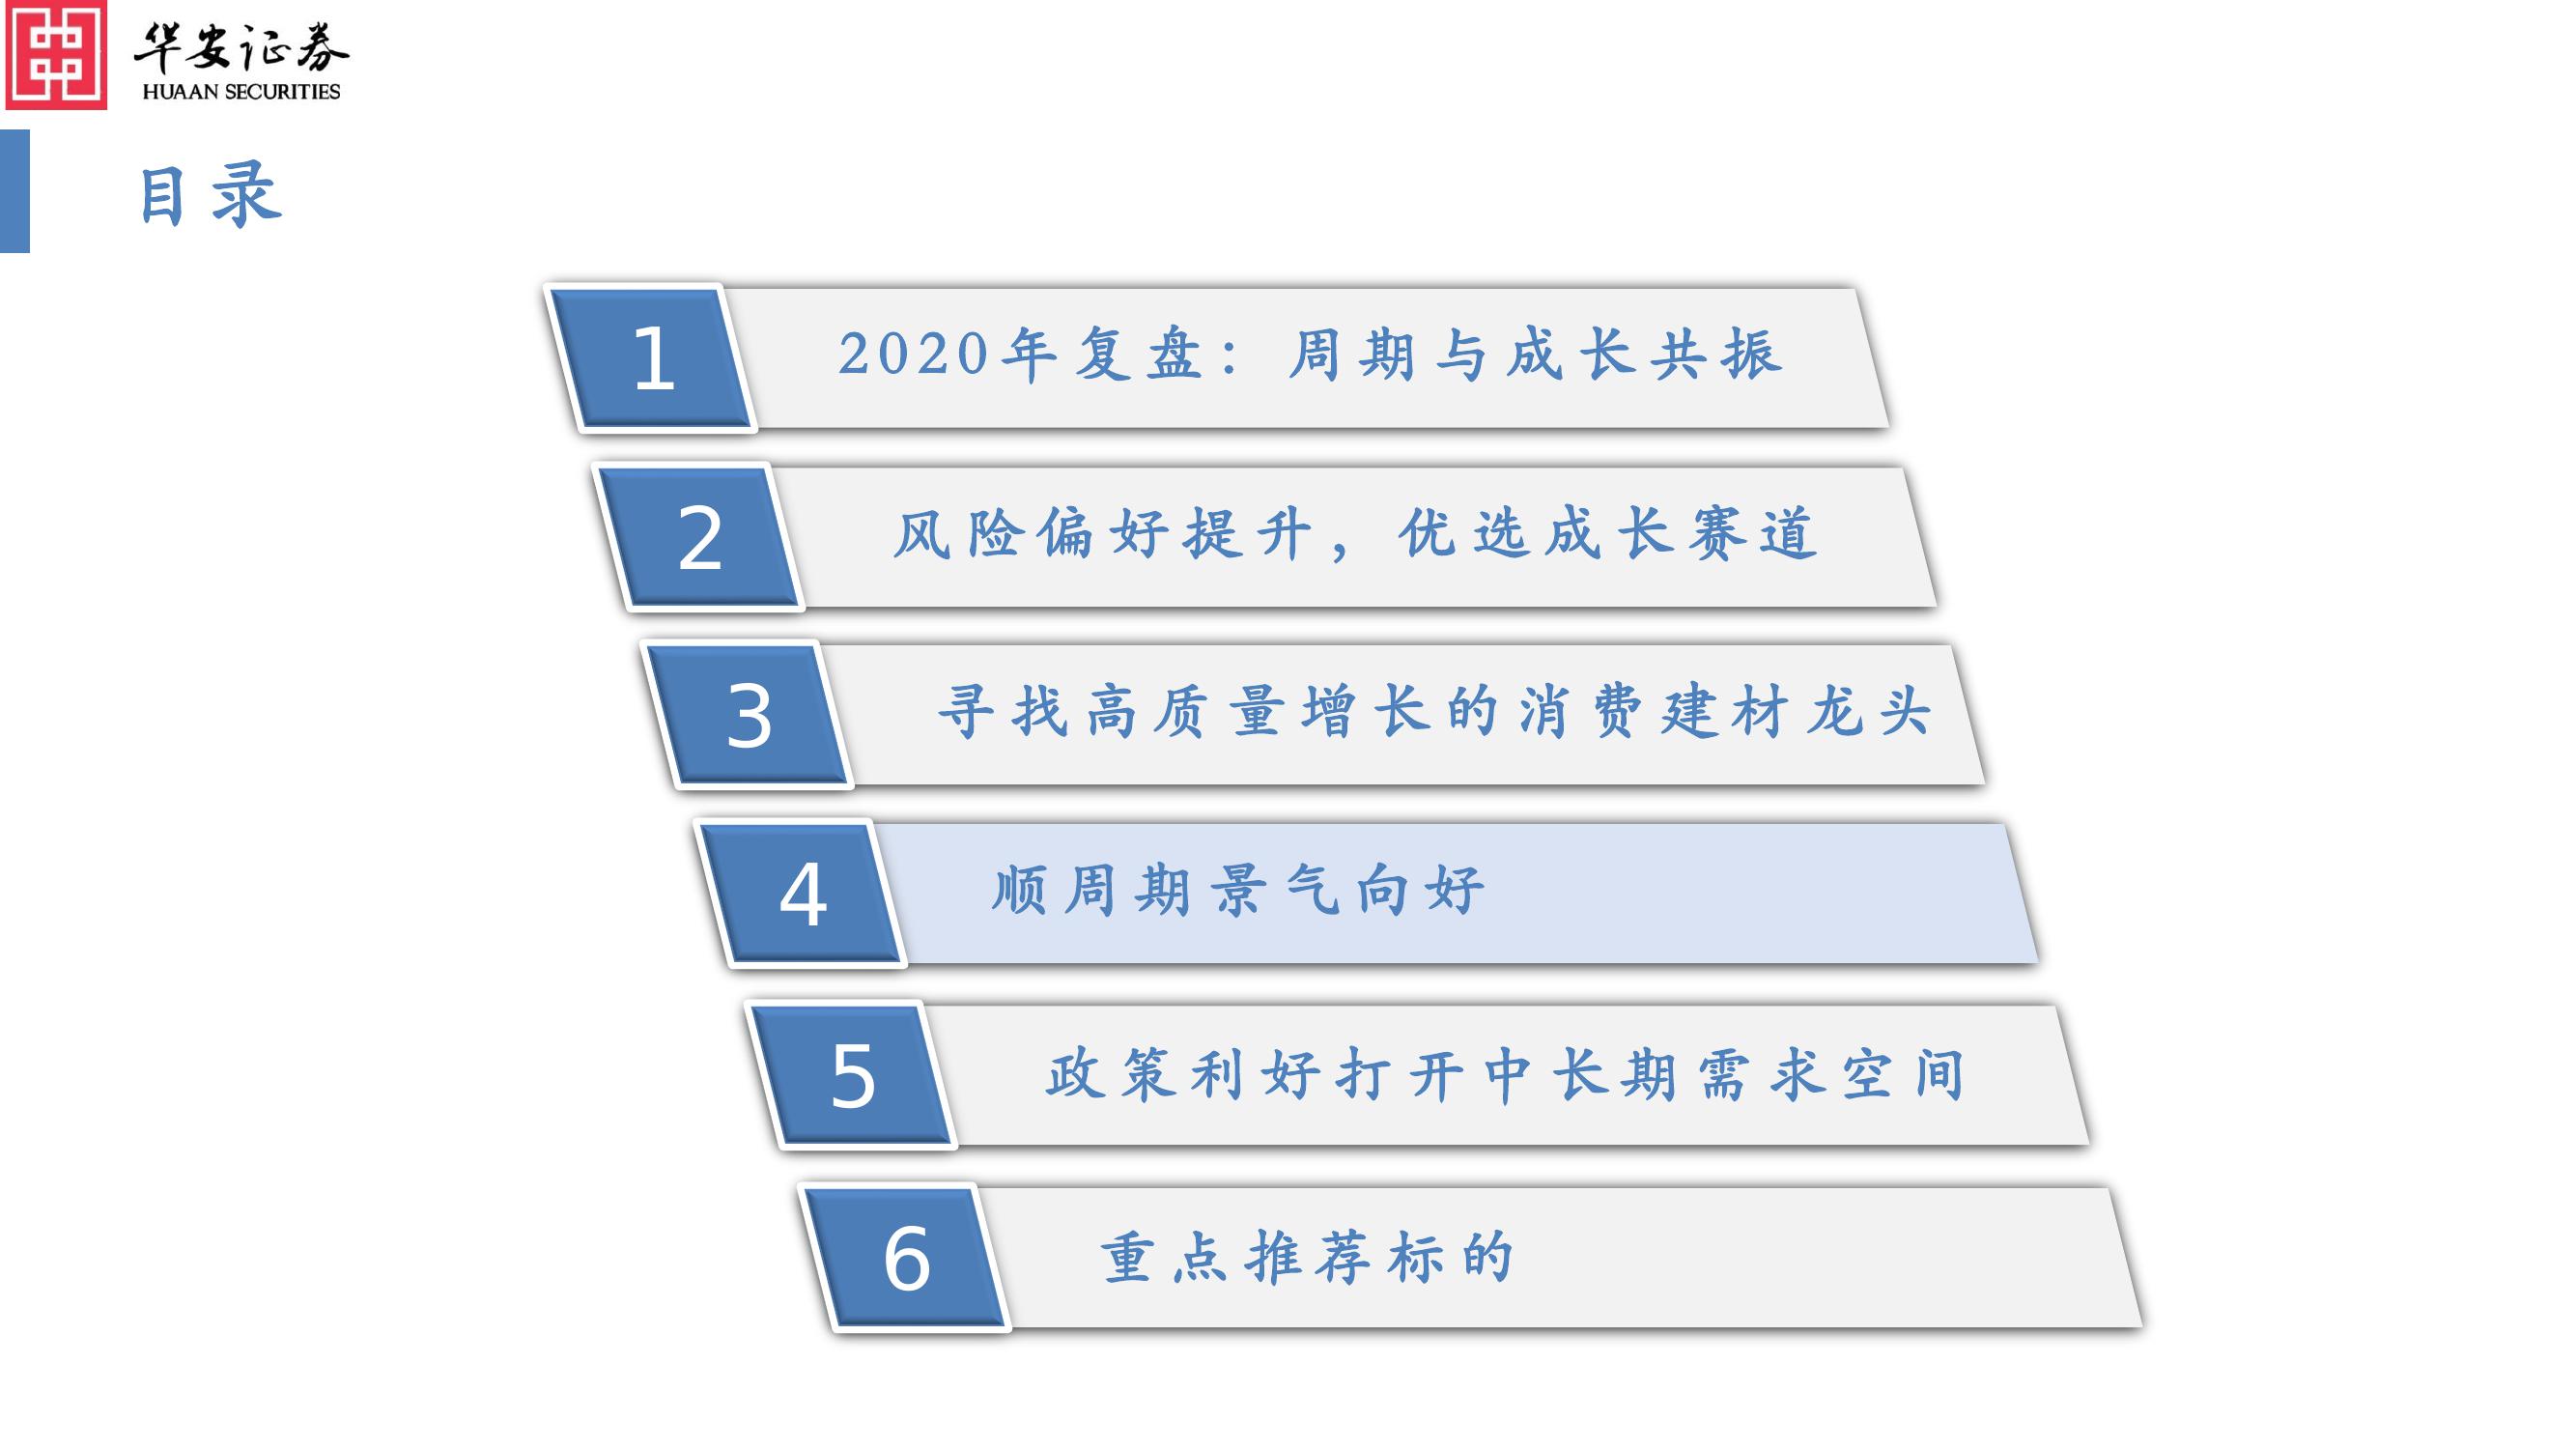 华安证券
HUAAN SECURITIES
目录
1 2020年复盘：周期与成长共振
2 风险偏好提升，优选成长赛道
3 寻找高质量增长的消费建材龙头
4 顺周期景气向好
5 政策利好打开中长期需求空间
6 重点推荐标的